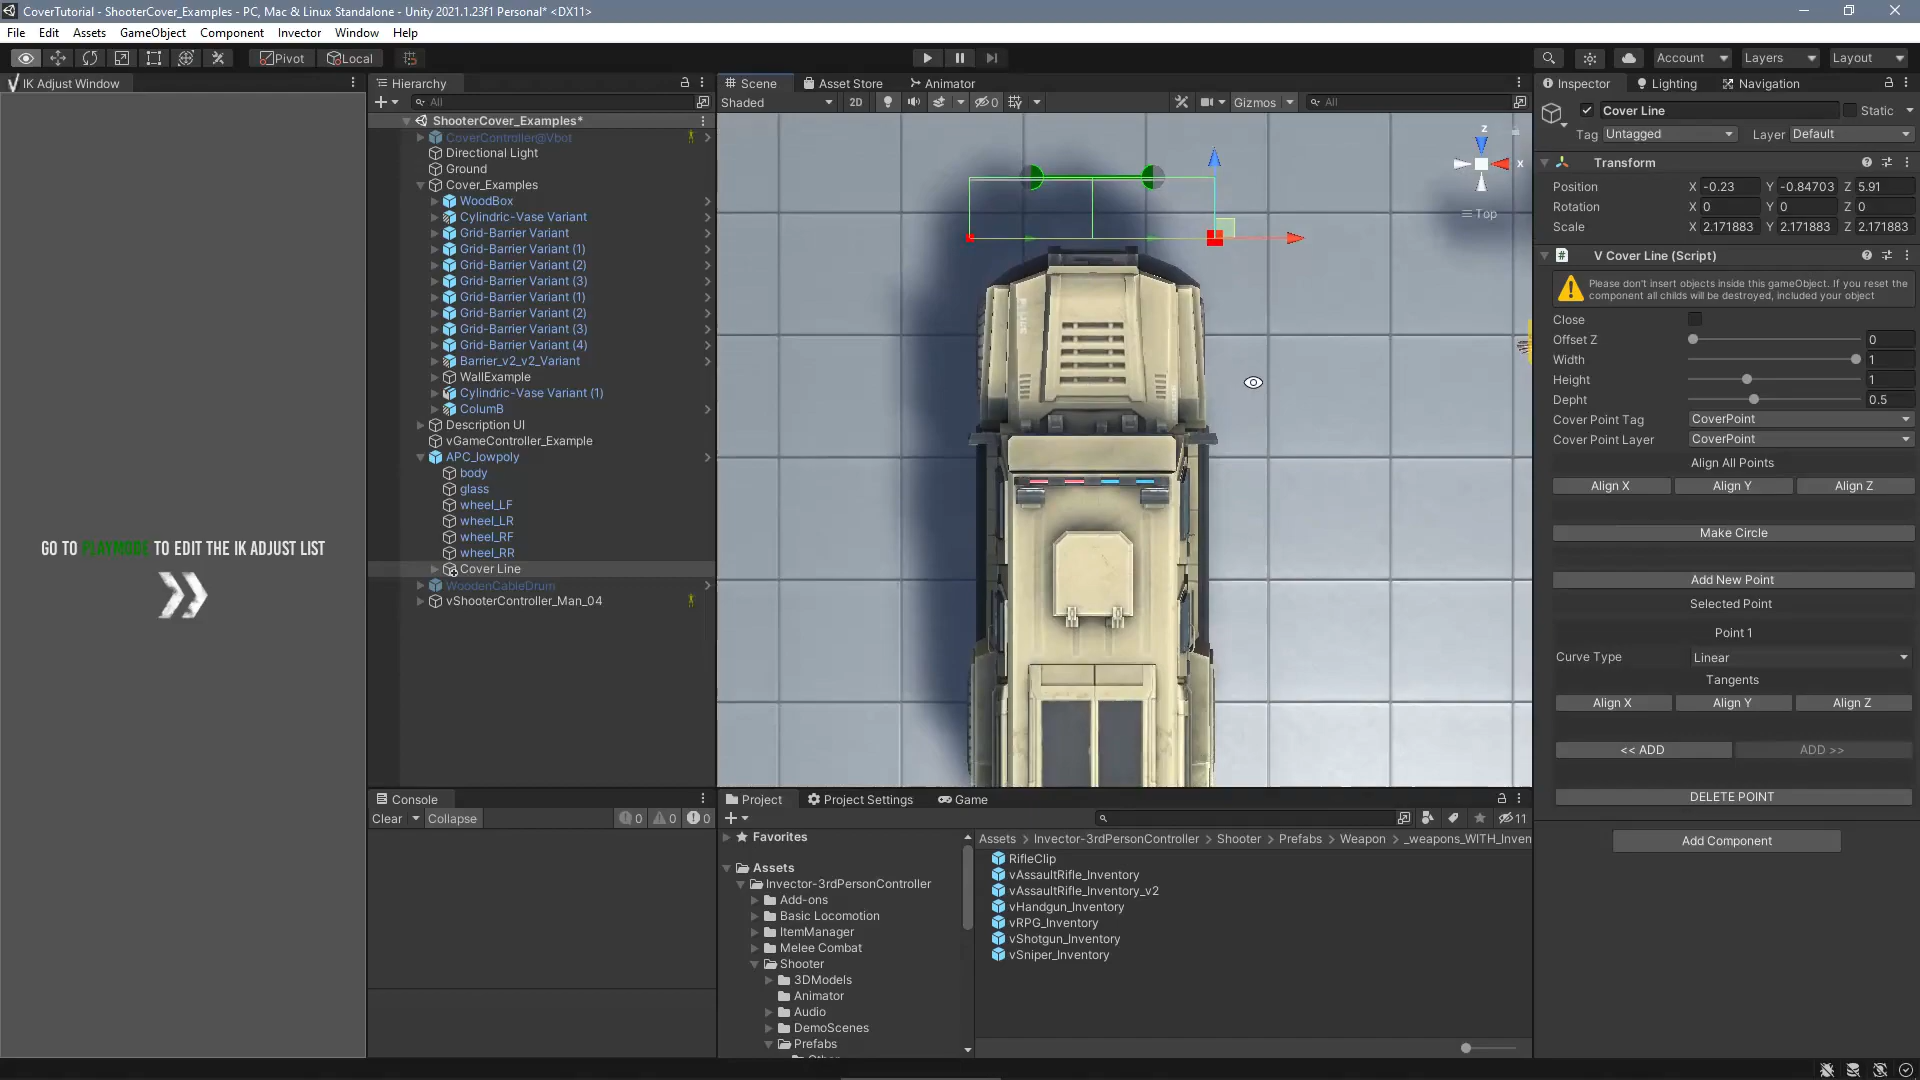 CoverTutorial - ShooterCover_Examples - PC, Mac & Linux Standalone - Unity 2021.1.23f1 Personal* <DX11>
File Edit Assets GameObject Component Invector Window Help
Pivot Local Account Layers Layout
IK Adjust Window
GO TO PLAYMODE TO EDIT THE IK ADJUST LIST
Hierarchy
All
ShooterCover_Examples*
CoverController@Vbot
Directional Light
Ground
Cover_Examples
WoodBox
Cylindric-Vase Variant
Grid-Barrier Variant
Grid-Barrier Variant (1)
Grid-Barrier Variant (2)
Grid-Barrier Variant (3)
Grid-Barrier Variant (1)
Grid-Barrier Variant (2)
Grid-Barrier Variant (3)
Grid-Barrier Variant (4)
Barrier_v2_v2_Variant
WallExample
Cylindric-Vase Variant (1)
ColumB
Description UI
vGameController_Example
APC_lowpoly
body
glass
wheel_LF
wheel_LR
wheel_RF
wheel_RR
Cover Line
WoodenCableDrum
vShooterController_Man_04
Console
Clear Collapse 0 0 0
Scene Asset Store Animator
Shaded 2D 0 Gizmos All
z
x
Top
Project Project Settings Game
11
Favorites
Assets
Invector-3rdPersonController
Add-ons
Basic Locomotion
ItemManager
Melee Combat
Shooter
3DModels
Animator
Audio
DemoScenes
Prefabs
Assets > Invector-3rdPersonController > Shooter > Prefabs > Weapon > _weapons_WITH_Inven
RifleClip
vAssaultRifle_Inventory
vAssaultRifle_Inventory_v2
vHandgun_Inventory
vRPG_Inventory
vShotgun_Inventory
vSniper_Inventory
Inspector Lighting Navigation
Cover Line Static
Tag Untagged Layer Default
Transform
Position X -0.23 Y -0.84703 Z 5.91
Rotation X 0 Y 0 Z 0
Scale X 2.171883 Y 2.171883 Z 2.171883
# V Cover Line (Script)
Please don't insert objects inside this gameObject. If you reset the
component all childs will be destroyed, included your object
Close
Offset Z 0
Width 1
Height 1
Depht 0.5
Cover Point Tag CoverPoint
Cover Point Layer CoverPoint
Align All Points
Align X Align Y Align Z
Make Circle
Add New Point
Selected Point
Point 1
Curve Type Linear
Tangents
Align X Align Y Align Z
<< ADD ADD >>
DELETE POINT
Add Component